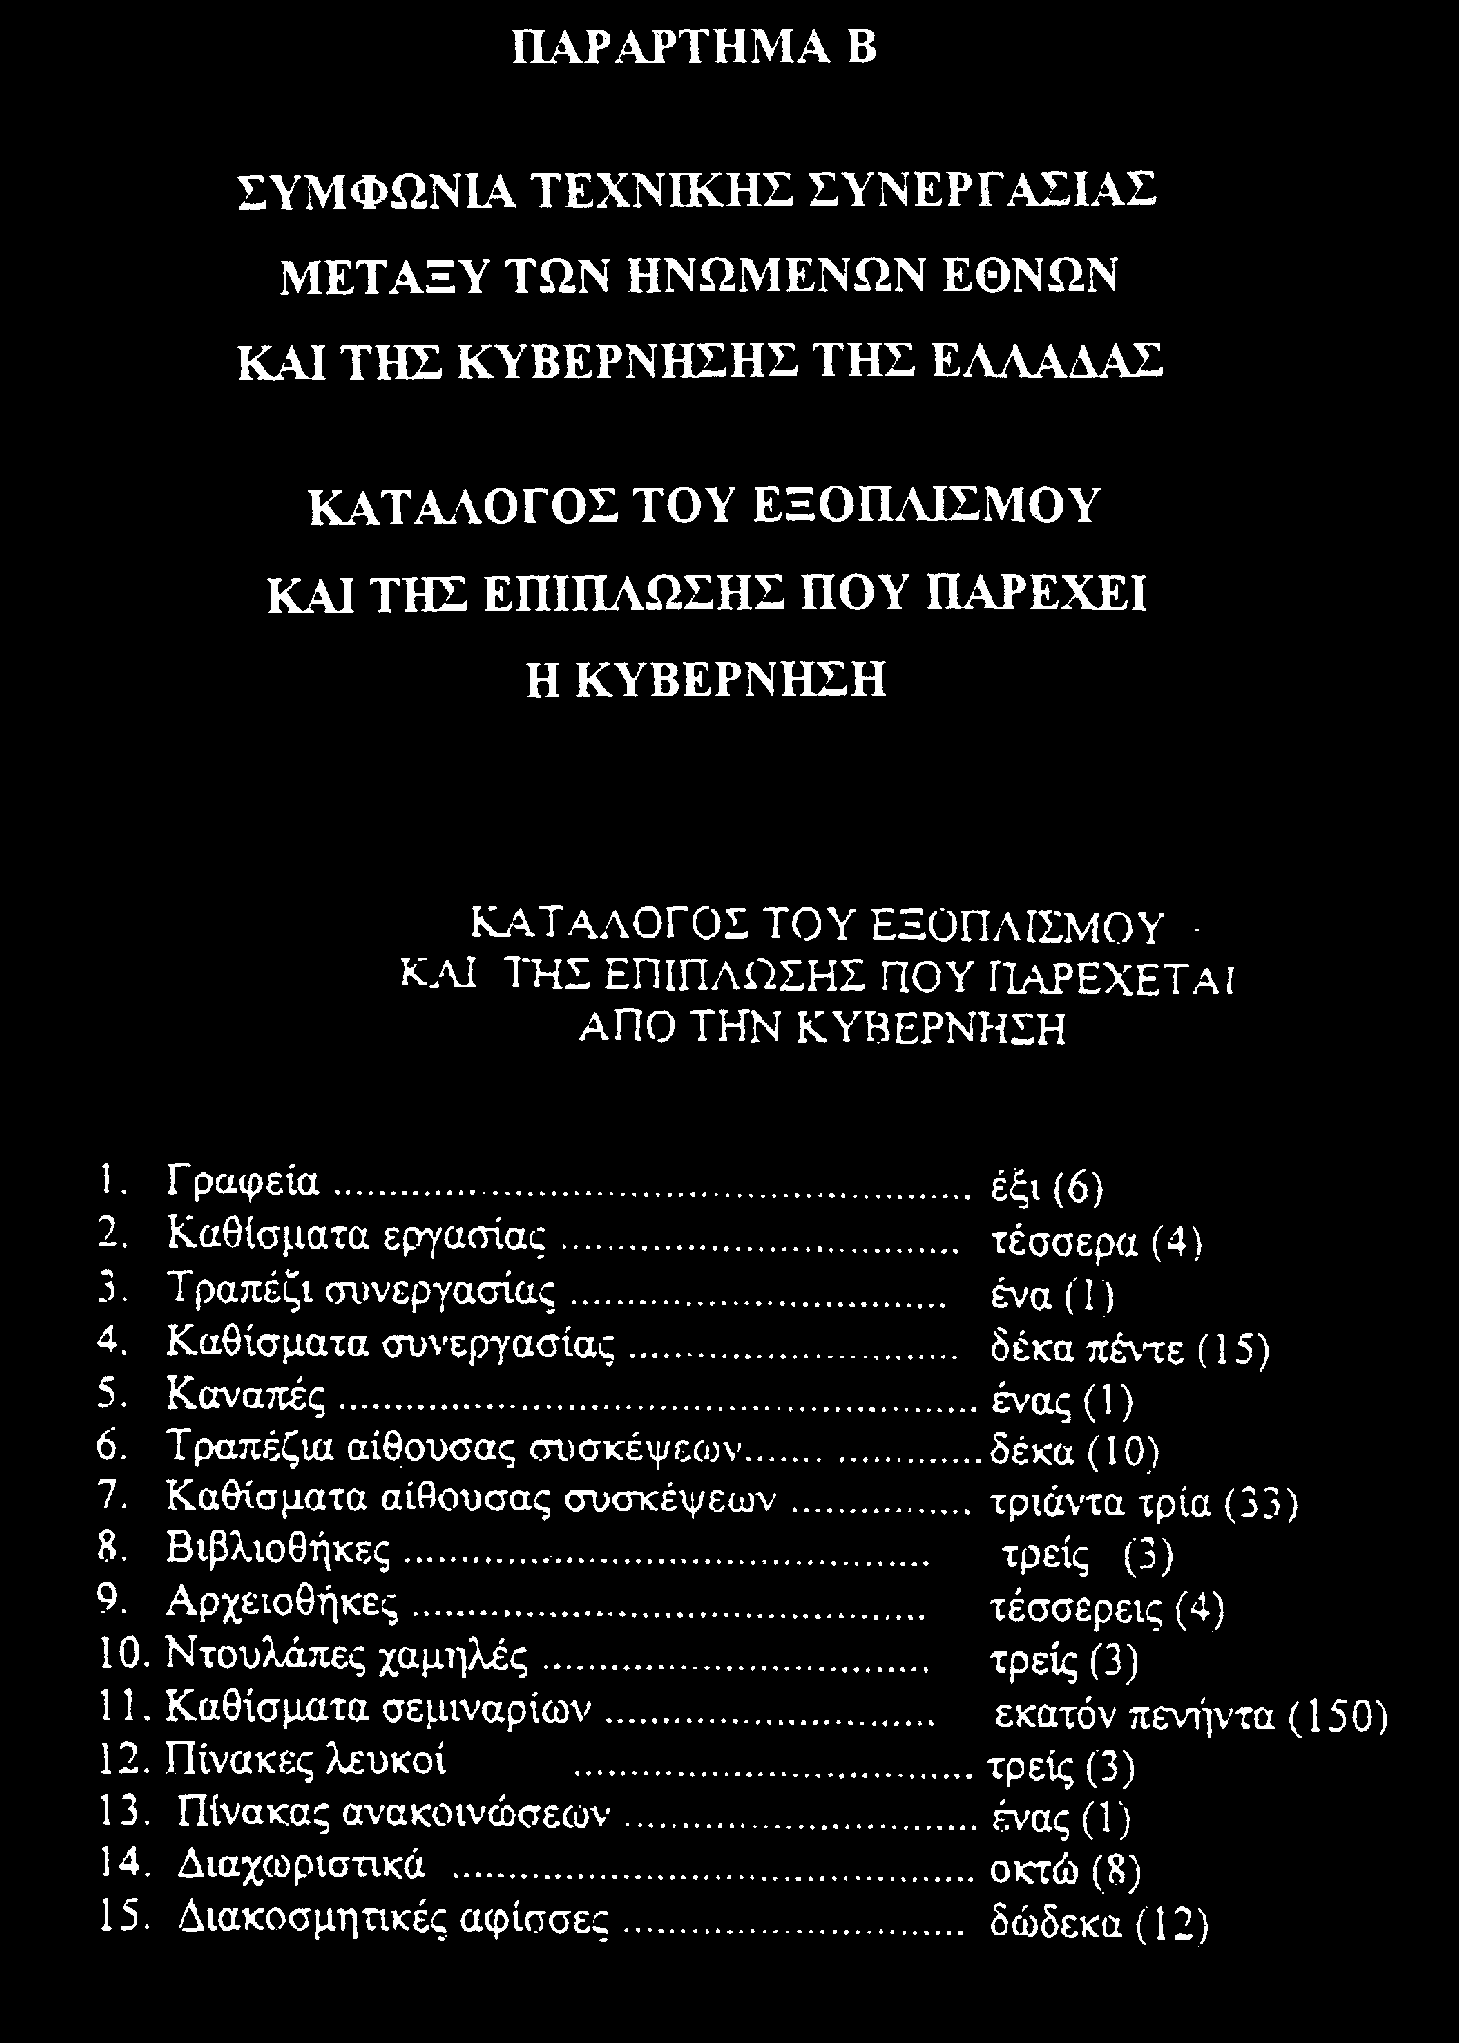 ΠΑΡΑΡΤΗΜΑ Β
ΣΥΜΦΩΝΙΑ ΤΕΧΝΙΚΗΣ ΣΥΝΕΡΓΑΣΙΑΣ
ΜΕΤΑΞΥ ΤΩΝ ΗΝΩΜΕΝΩΝ ΕΘΝΩΝ
ΚΑΙ ΤΗΣ ΚΥΒΕΡΝΗΣΗΣ ΤΗΣ ΕΛΛΑΔΑΣ
ΚΑΤΑΛΟΓΟΣ ΤΟΥ ΕΞΟΠΛΙΣΜΟΥ
ΚΑΙ ΤΗΣ ΕΠΙΠΛΩΣΗΣ ΠΟΥ ΠΑΡΕΧΕΙ
Η ΚΥΒΕΡΝΗΣΗ
ΚΑΤΑΛΟΓΟΣ ΤΟΥ ΕΞΟΠΛΙΣΜΟΥ
ΚΑΙ ΤΗΣ ΕΠΙΠΛΩΣΗΣ ΠΟΥ ΠΑΡΕΧΕΤΑΙ
ΑΠΟ ΤΗΝ ΚΥΒΕΡΝΗΣΗ
1. Γραφεία ............ έξι (6)
2. Καθίσματα εργασίας ............ τέσσερα (4)
3. Τραπέζι συνεργασίας ............ ένα (1)
4. Καθίσματα συνεργασίας ............ δέκα πέντε (15)
5. Καναπές ............ ένας (1)
6. Τραπέζια αίθουσας συσκέψεων ............ δέκα (10)
7. Καθίσματα αίθουσας συσκέψεων ............ τριάντα τρία (33)
8. Βιβλιοθήκες ............ τρείς (3)
9. Αρχειοθήκες ............ τέσσερεις (4)
10. Ντουλάπες χαμηλές ............ τρείς (3)
11. Καθίσματα σεμιναρίων ............ εκατόν πενήντα (150)
12. Πίνακες λευκοί ............ τρείς (3)
13. Πίνακας ανακοινώσεων ............ ένας (1)
14. Διαχωριστικά ............ οκτώ (8)
15. Διακοσμητικές αφίσσες ............ δώδεκα (12)